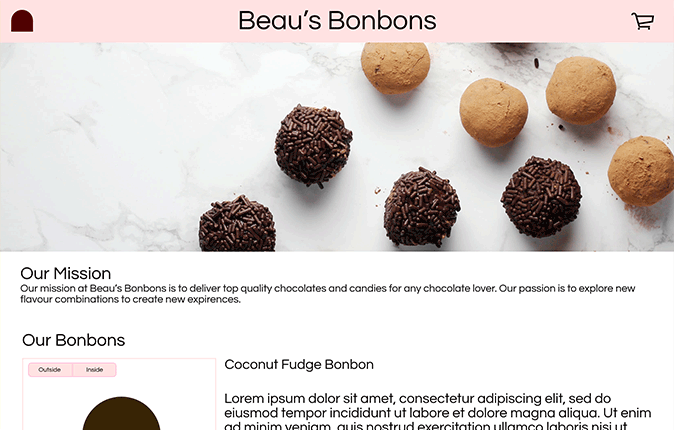 Beau's Bonbons
Our Mission
Our mission at Beau's Bonbons is to deliver top quality chocolates and candies for any chocolate lover. Our passion is to explore new
flavour combinations to create new expirences.
Our Bonbons
Outside Inside
Coconut Fudge Bonbon
Lorem ipsum dolor sit amet, consectetur adipiscing elit, sed do
eiusmod tempor incididunt ut labore et dolore magna aliqua. Ut enim
ad minim veniam, quis nostrud exercitation ullamco laboris nisi ut